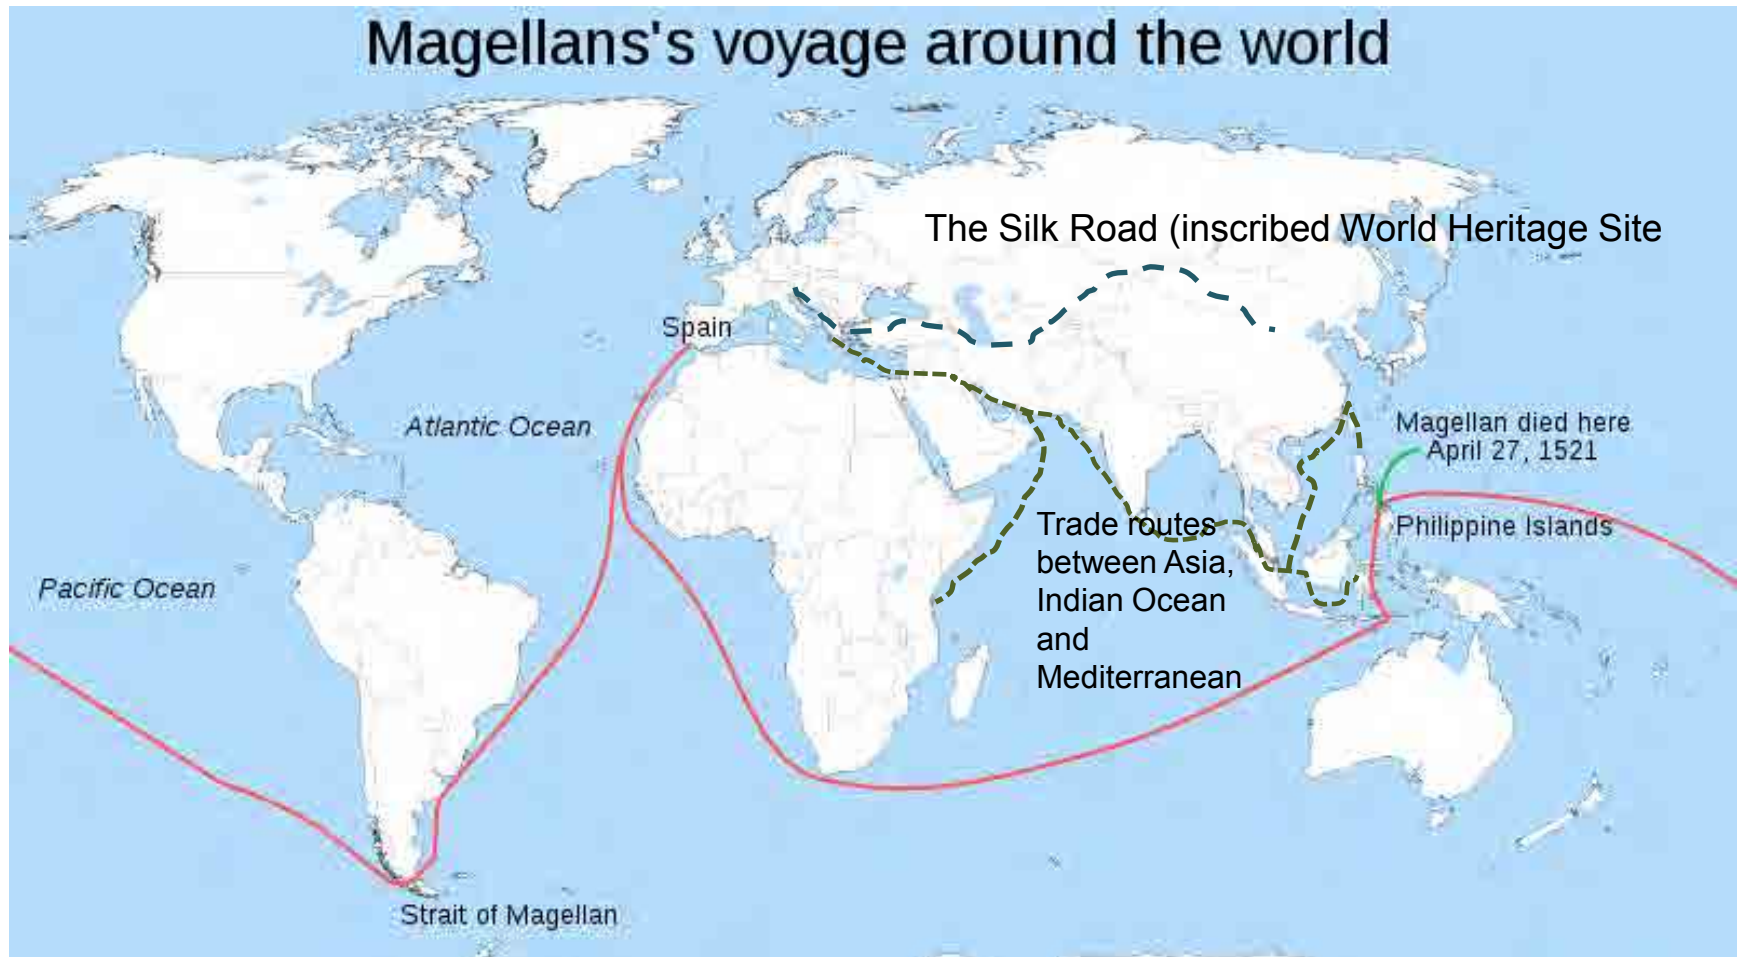 Magellans's voyage around the world
The Silk Road (inscribed World Heritage Site
Spain
Atlantic Ocean
Magellan died here
April 27, 1521
Trade routes
between Asia,
Indian Ocean
and
Mediterranean
Philippine Islands
Pacific Ocean
Strait of Magellan